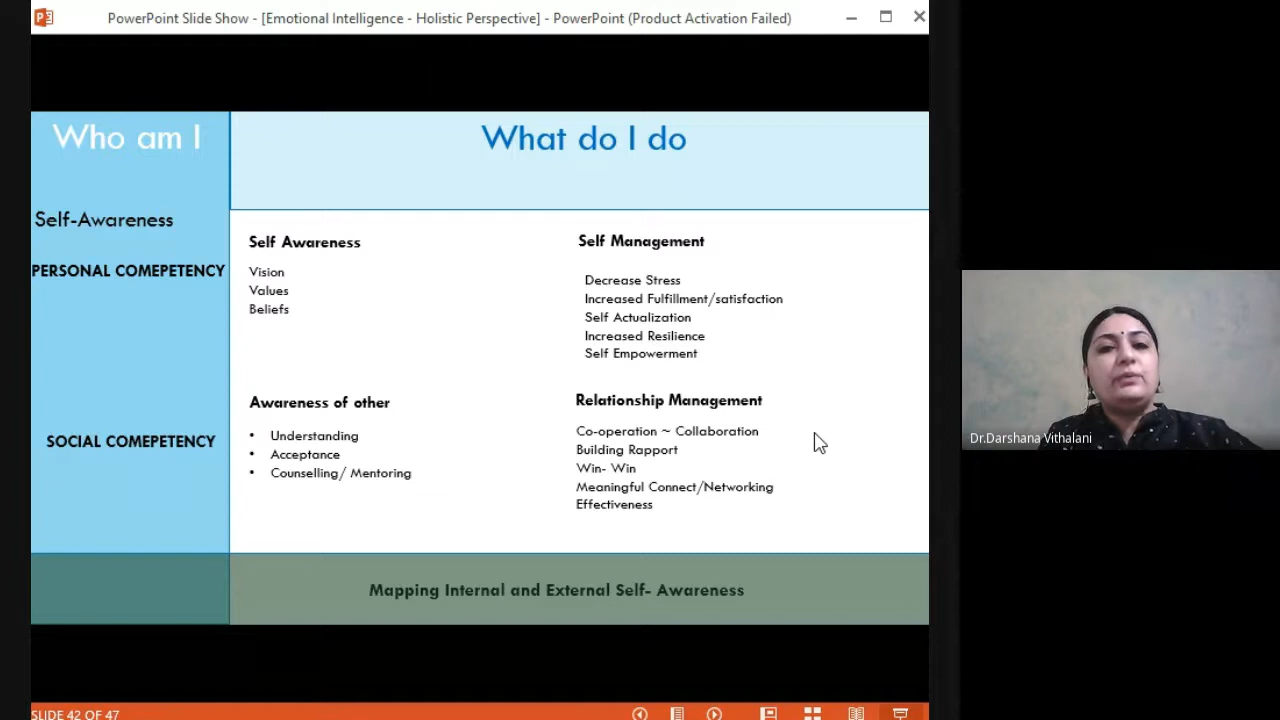 PowerPoint Slide Show - [Emotional Intelligence - Holistic Perspective] - PowerPoint (Product Activation Failed)
Who am I
What do I do
Self-Awareness
PERSONAL COMEPETENCY
Self Awareness
Vision
Values
Beliefs
Self Management
Decrease Stress
Increased Fulfillment/satisfaction
Self Actualization
Increased Resilience
Self Empowerment
SOCIAL COMEPETENCY
Awareness of other
• Understanding
• Acceptance
• Counselling/ Mentoring
Relationship Management
Co-operation ~ Collaboration
Building Rapport
Win- Win
Meaningful Connect/Networking
Effectiveness
Mapping Internal and External Self- Awareness
Dr.Darshana Vithalani
SLIDE 42 OF 47